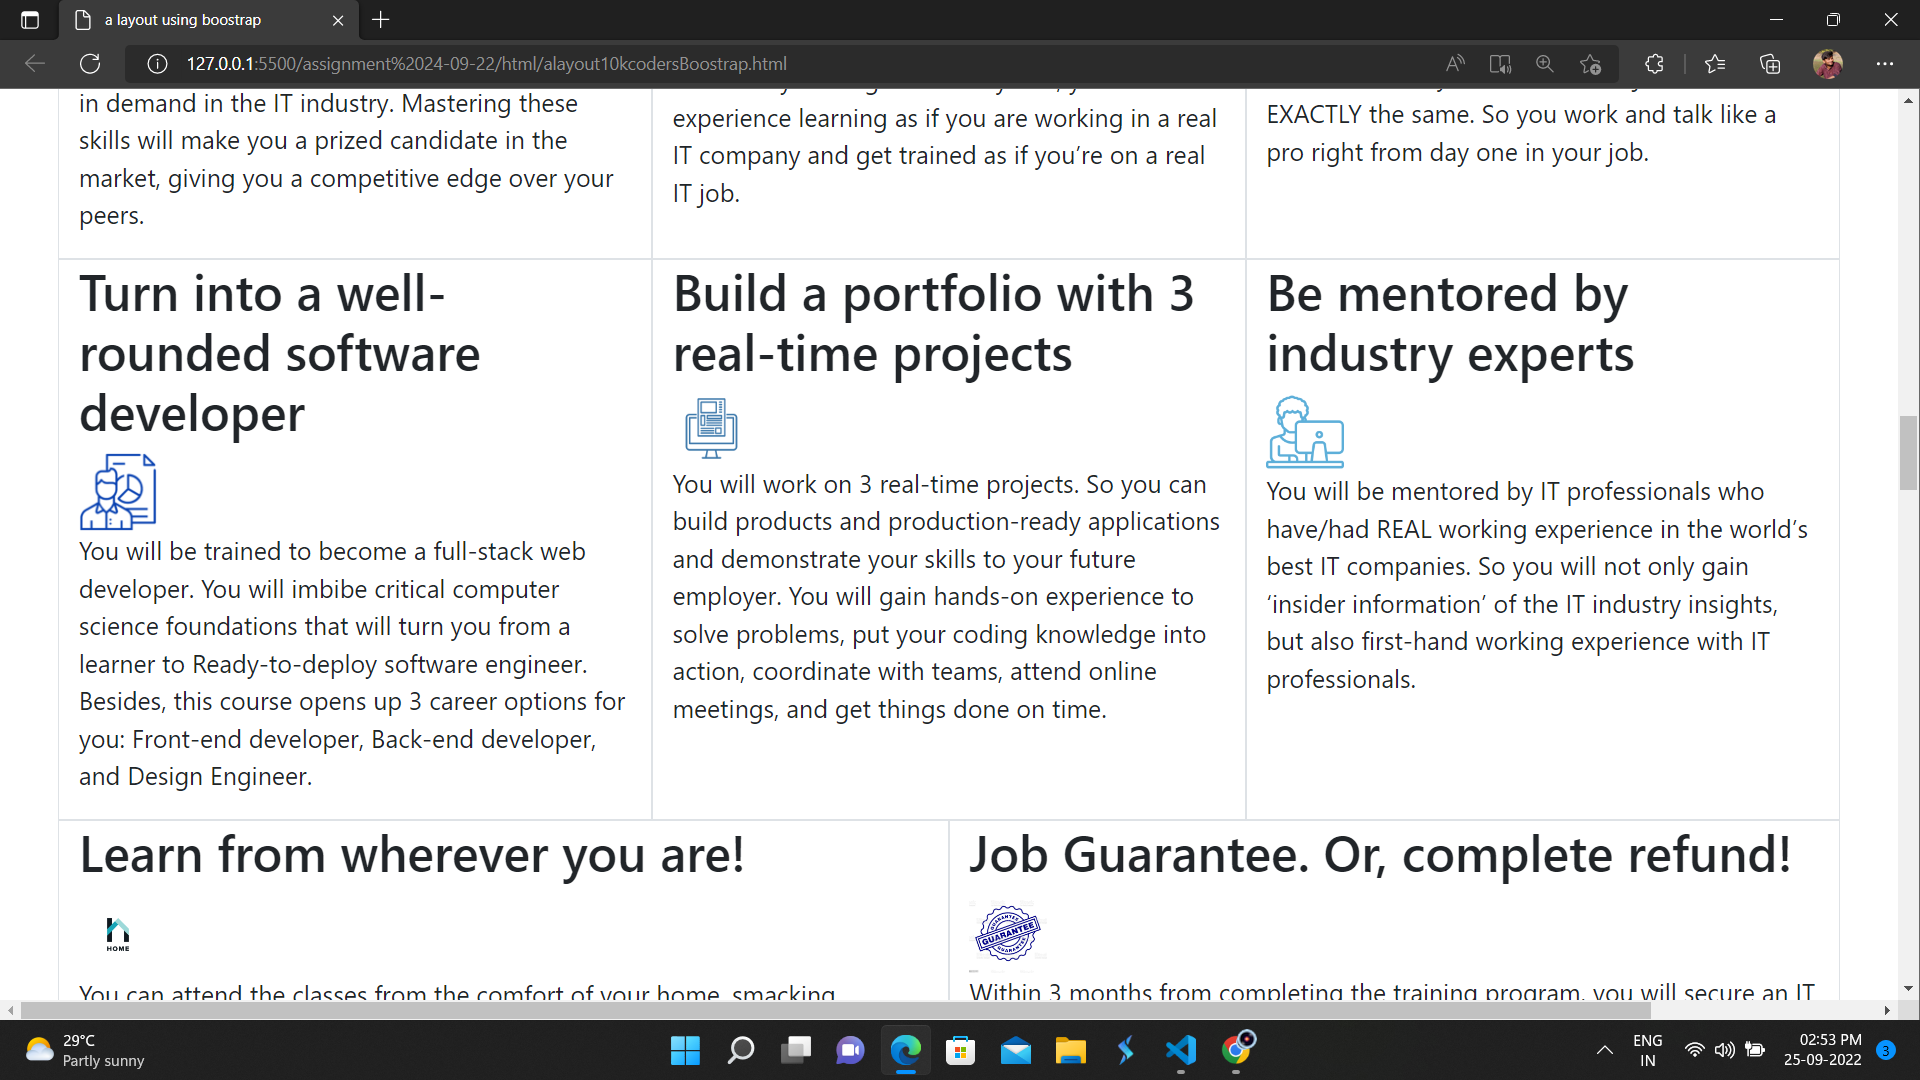 a layout using boostrap
127.0.0.1:5500/assignment%2024-09-22/html/alayout10kcodersBoostrap.html
in demand in the IT industry. Mastering these
skills will make you a prized candidate in the
market, giving you a competitive edge over your
peers.
experience learning as if you are working in a real
IT company and get trained as if you’re on a real
IT job.
EXACTLY the same. So you work and talk like a
pro right from day one in your job.
Turn into a well-
rounded software
developer
You will be trained to become a full-stack web
developer. You will imbibe critical computer
science foundations that will turn you from a
learner to Ready-to-deploy software engineer.
Besides, this course opens up 3 career options for
you: Front-end developer, Back-end developer,
and Design Engineer.
Build a portfolio with 3
real-time projects
You will work on 3 real-time projects. So you can
build products and production-ready applications
and demonstrate your skills to your future
employer. You will gain hands-on experience to
solve problems, put your coding knowledge into
action, coordinate with teams, attend online
meetings, and get things done on time.
Be mentored by
industry experts
You will be mentored by IT professionals who
have/had REAL working experience in the world’s
best IT companies. So you will not only gain
‘insider information’ of the IT industry insights,
but also first-hand working experience with IT
professionals.
Learn from wherever you are!
HOME
You can attend the classes from the comfort of your home, smacking
Job Guarantee. Or, complete refund!
GUARANTEE
GUARANTEE
GUARANTEE
Within 3 months from completing the training program, you will secure an IT
29°C
Partly sunny
ENG
IN
02:53 PM
25-09-2022
3